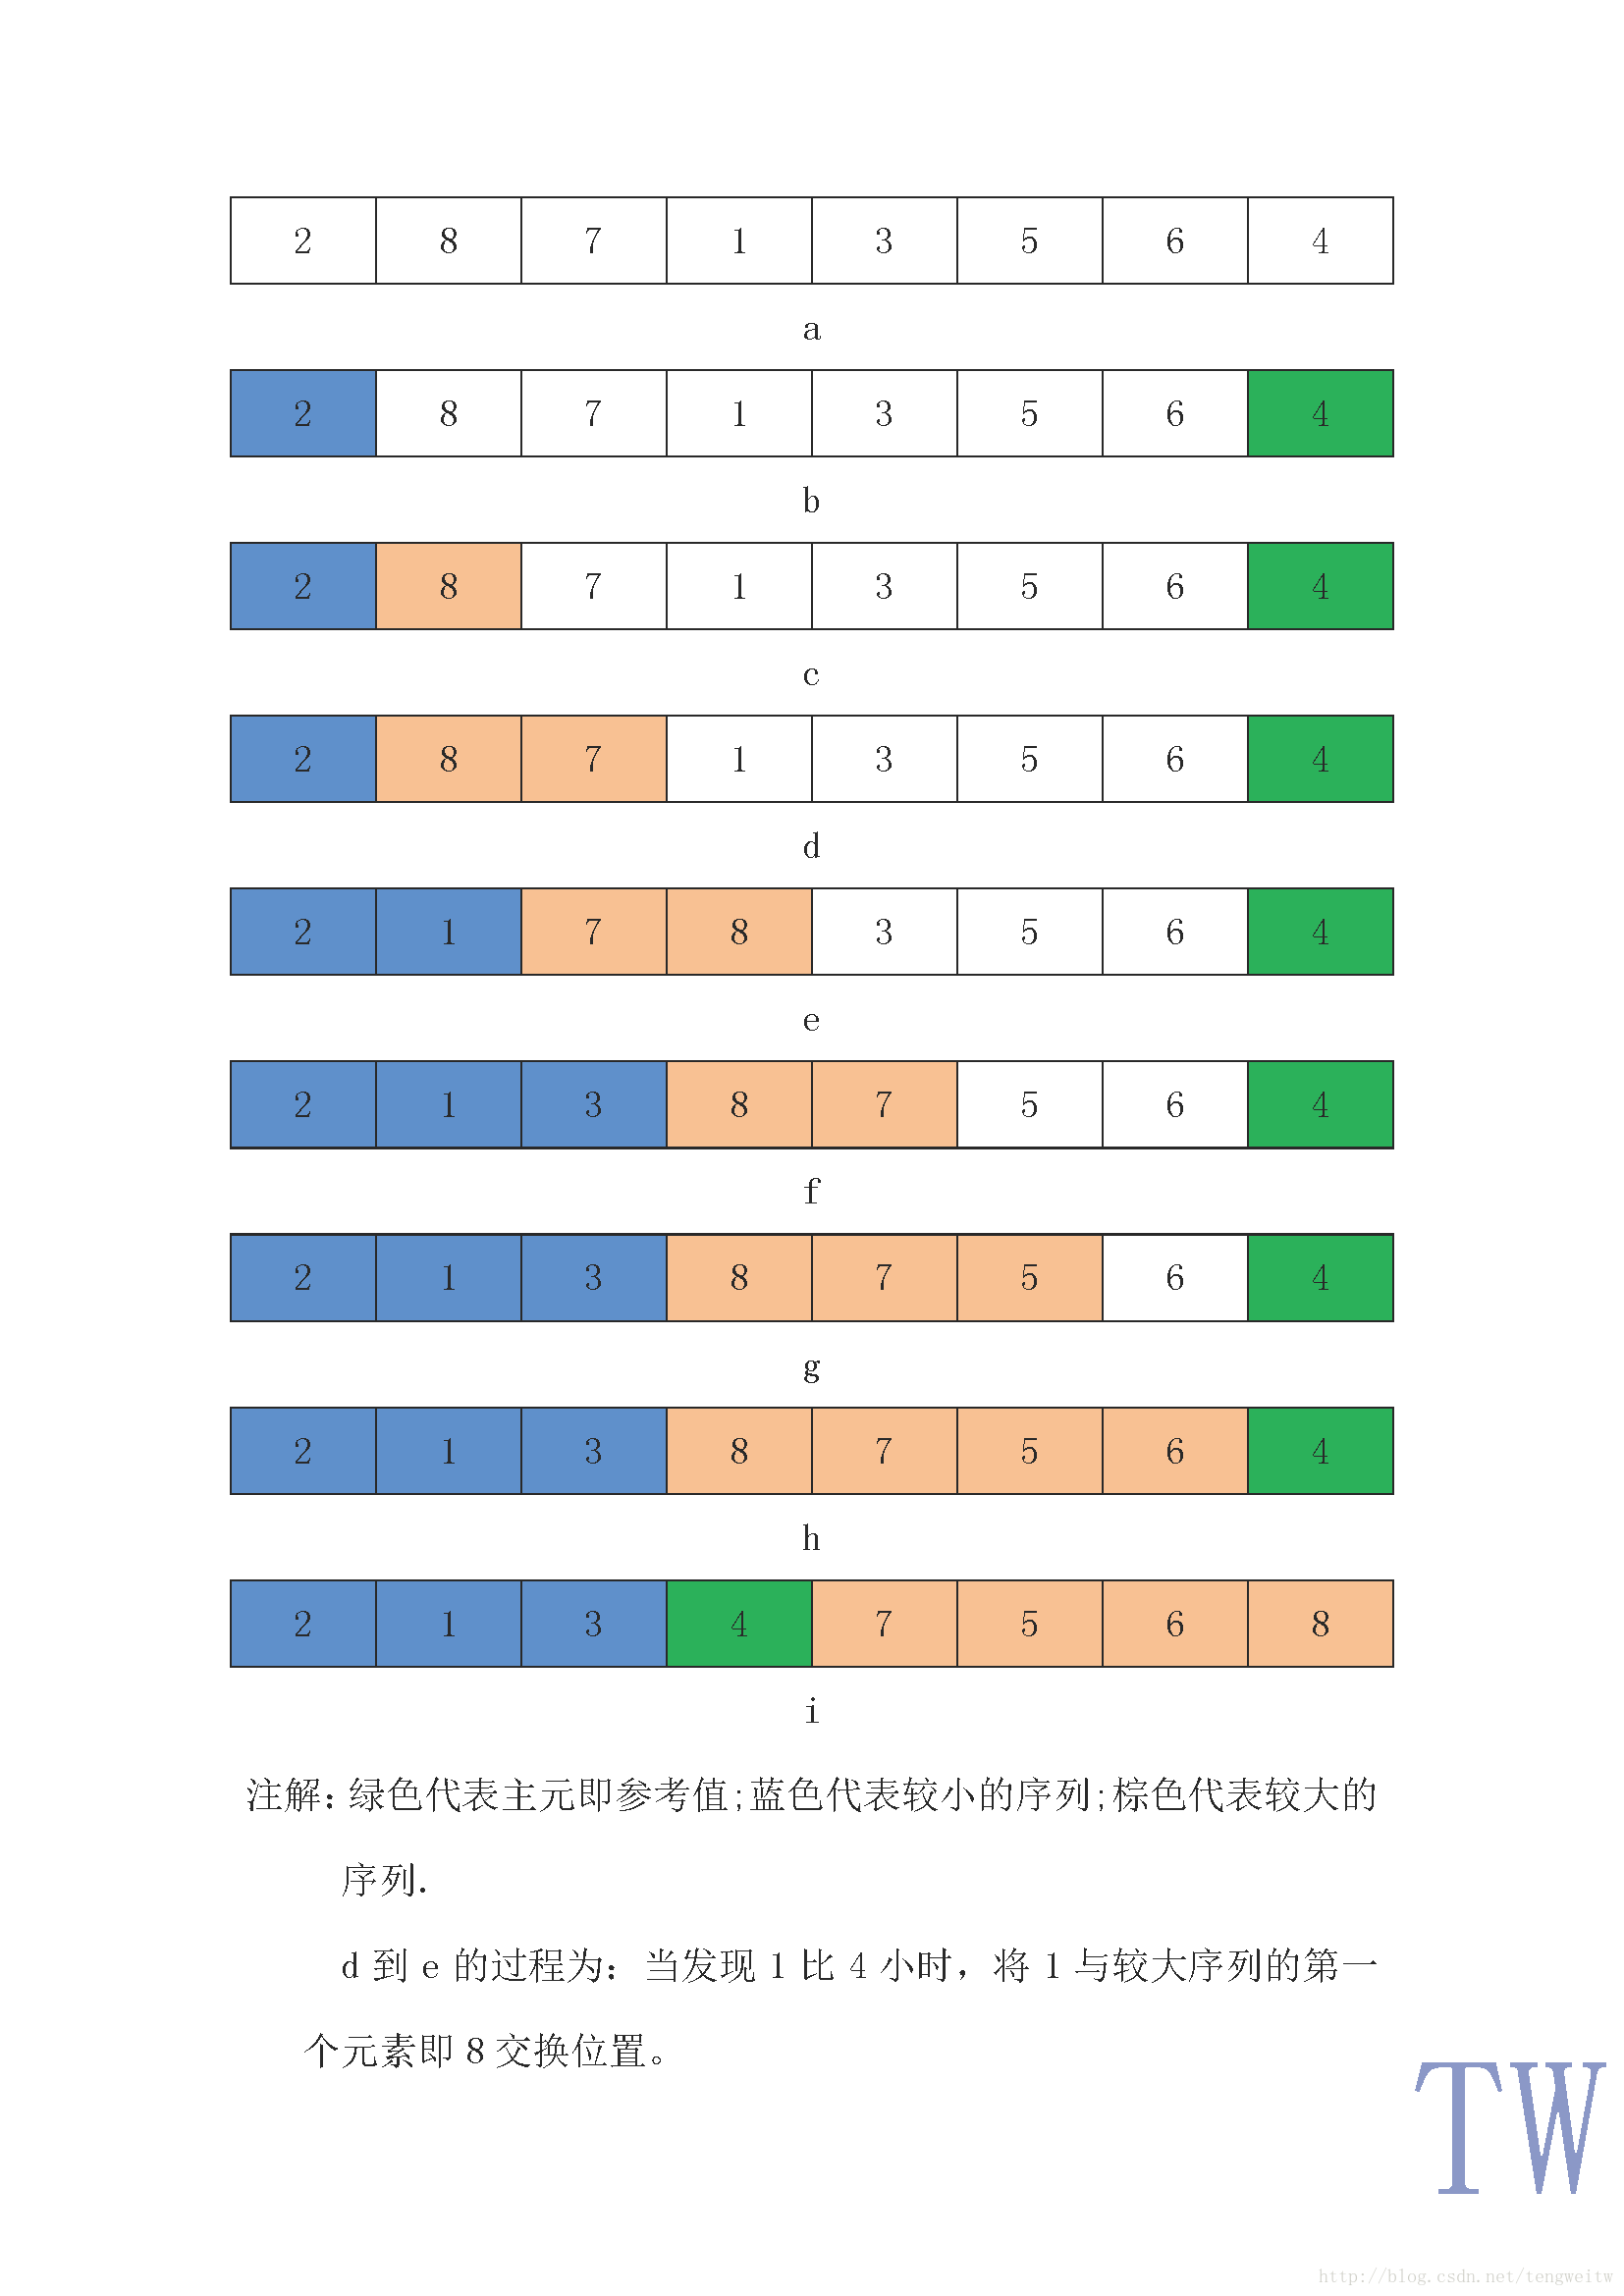 2 8 7 1 3 5 6 4
a
2 8 7 1 3 5 6 4
b
2 8 7 1 3 5 6 4
c
2 8 7 1 3 5 6 4
d
2 1 7 8 3 5 6 4
e
2 1 3 8 7 5 6 4
f
2 1 3 8 7 5 6 4
g
2 1 3 8 7 5 6 4
h
2 1 3 4 7 5 6 8
i
注解：绿色代表主元即参考值;蓝色代表较小的序列;棕色代表较大的
序列.
d 到 e 的过程为：当发现 1 比 4 小时，将 1 与较大序列的第一
个元素即 8 交换位置。
TW
http://blog.csdn.net/tengweitw